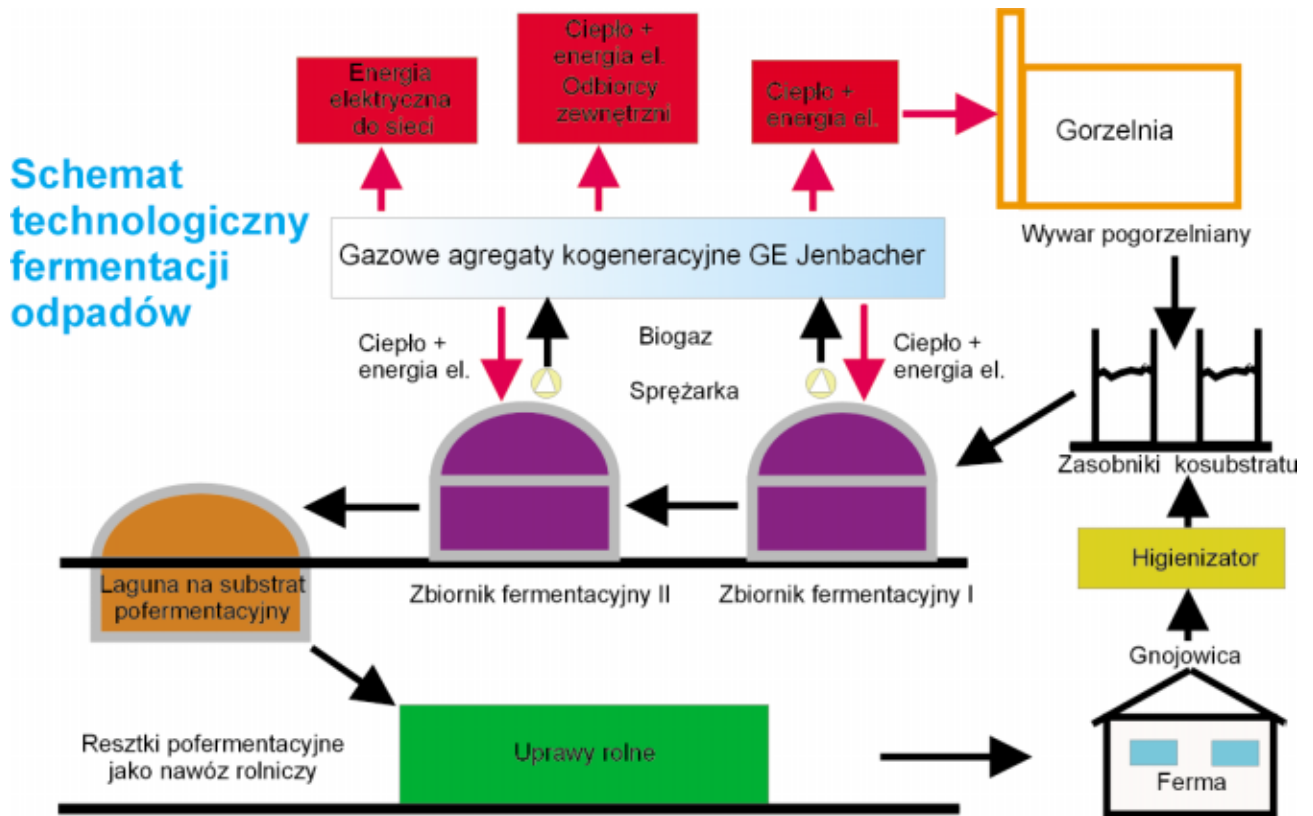 Schemat
technologiczny
fermentacji
odpadów
Energia
elektryczna
do sieci
Ciepło +
energia el.
Odbiorcy
zewnętrzni
Ciepło +
energia el.
Gorzelnia
Wywar pogorzelniany
Gazowe agregaty kogeneracyjne GE Jenbacher
Ciepło +
energia el.
Biogaz
Sprężarka
Ciepło +
energia el.
Zasobniki kosubstratu
Higienizator
Laguna na substrat
pofermentacyjny
Zbiornik fermentacyjny II
Zbiornik fermentacyjny I
Gnojowica
Resztki pofermentacyjne
jako nawóz rolniczy
Uprawy rolne
Ferma